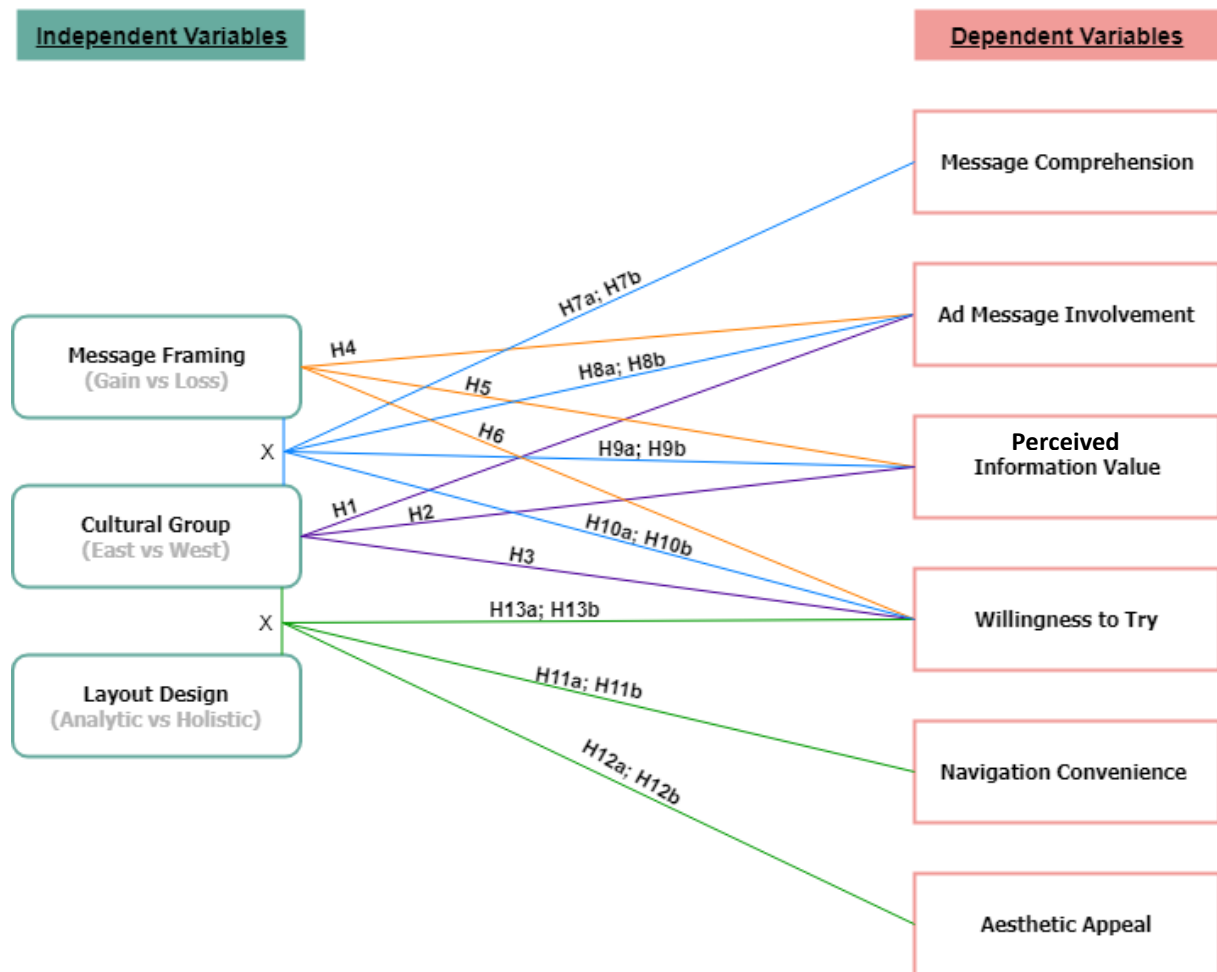 Independent Variables
Dependent Variables
Message Comprehension
H7a; H7b
Ad Message Involvement
Message Framing
(Gain vs Loss)
H4
H8a; H8b
H5
H6
X
H9a; H9b
Perceived
Information Value
Cultural Group
(East vs West)
H1
H2
H10a; H10b
H3
H13a; H13b
X
Willingness to Try
Layout Design
(Analytic vs Holistic)
H11a; H11b
H12a; H12b
Navigation Convenience
Aesthetic Appeal